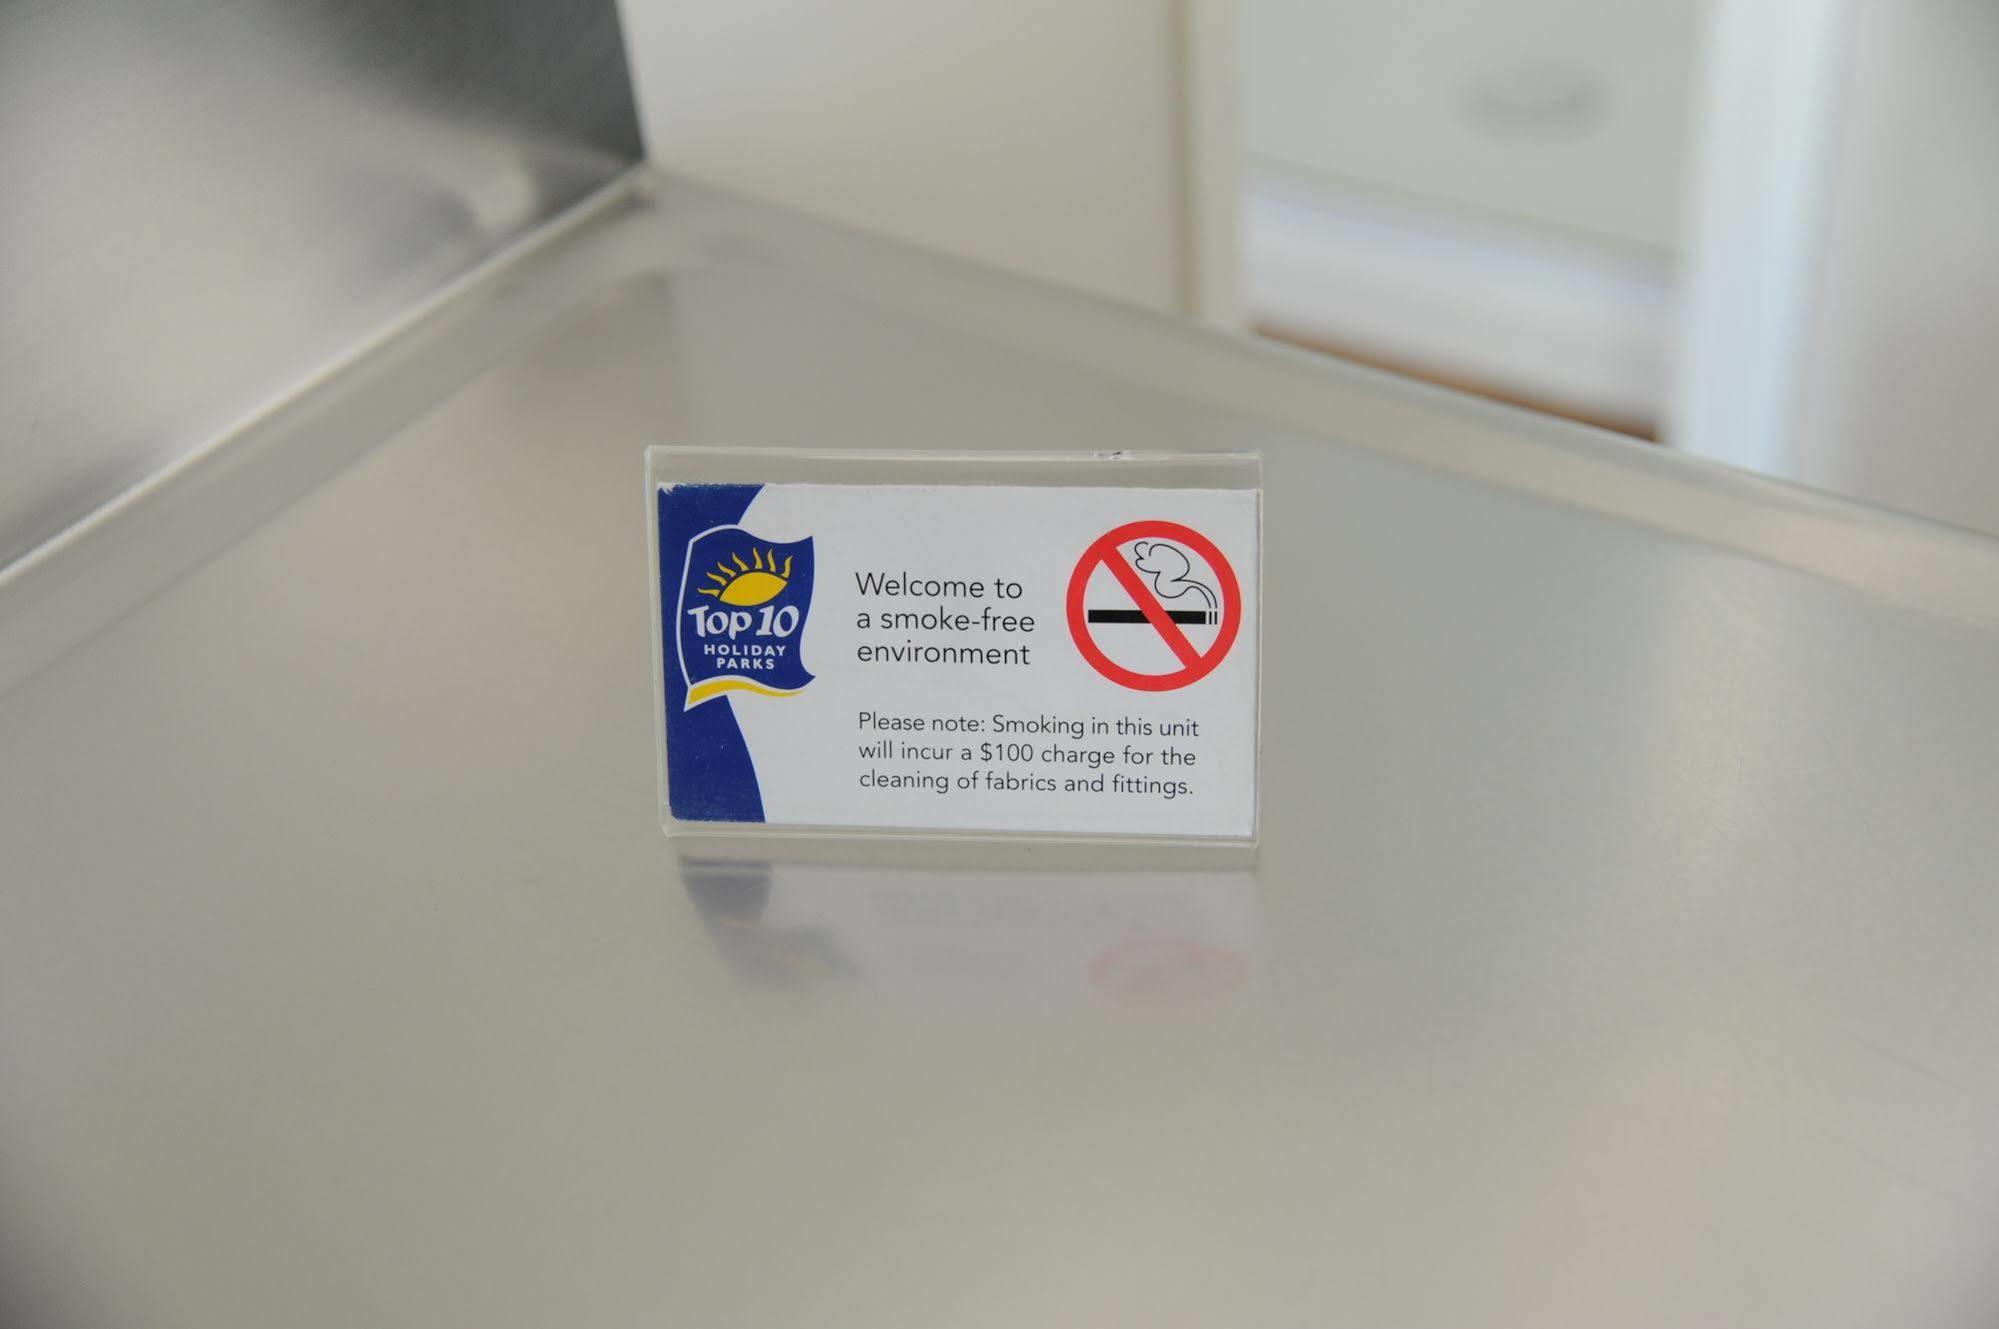 Top 10
HOLIDAY
PARKS
Welcome to
a smoke-free
environment
Please note: Smoking in this unit
will incur a $100 charge for the
cleaning of fabrics and fittings.